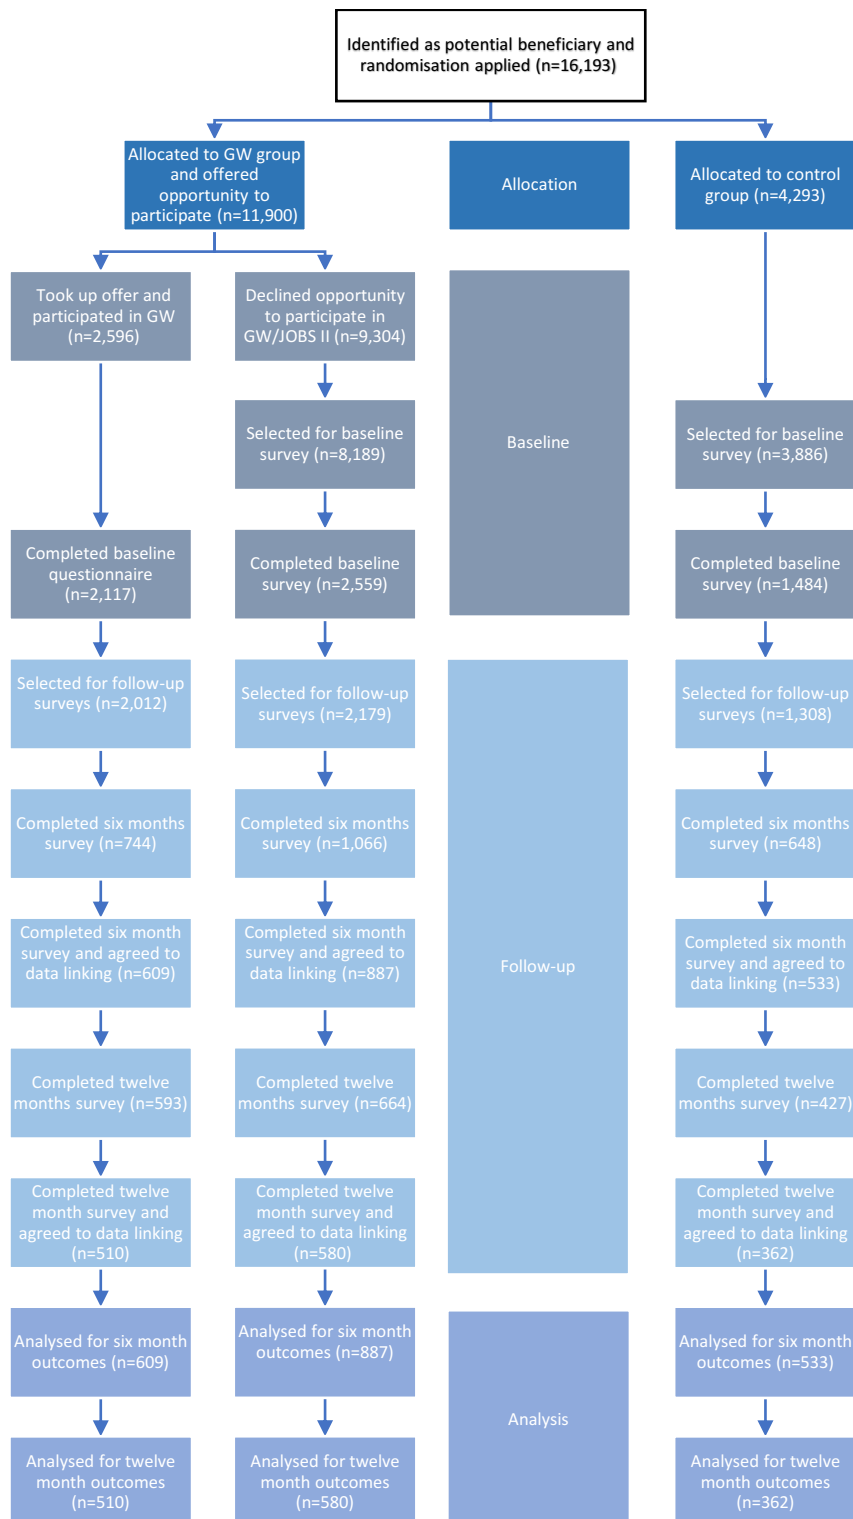 Identified as potential beneficiary and
randomisation applied (n=16,193)
Allocated to GW group
and offered
opportunity to
participate (n=11,900)
Allocation
Allocated to control
group (n=4,293)
Took up offer and
participated in GW
(n=2,596)
Declined opportunity
to participate in
GW/JOBS II (n=9,304)
Baseline
Selected for baseline
survey (n=8,189)
Selected for baseline
survey (n=3,886)
Completed baseline
questionnaire
(n=2,117)
Completed baseline
survey (n=2,559)
Completed baseline
survey (n=1,484)
Selected for follow-up
surveys (n=2,012)
Selected for follow-up
surveys (n=2,179)
Selected for follow-up
surveys (n=1,308)
Completed six months
survey (n=744)
Completed six months
survey (n=1,066)
Completed six months
survey (n=648)
Completed six month
survey and agreed to
data linking (n=609)
Completed six month
survey and agreed to
data linking (n=887)
Follow-up
Completed six month
survey and agreed to
data linking (n=533)
Completed twelve
months survey (n=593)
Completed twelve
months survey (n=664)
Completed twelve
months survey (n=427)
Completed twelve
month survey and
agreed to data linking
(n=510)
Completed twelve
month survey and
agreed to data linking
(n=580)
Completed twelve
month survey and
agreed to data linking
(n=362)
Analysed for six month
outcomes (n=609)
Analysed for six month
outcomes (n=887)
Analysed for six month
outcomes (n=533)
Analysis
Analysed for twelve
month outcomes
(n=510)
Analysed for twelve
month outcomes
(n=580)
Analysed for twelve
month outcomes
(n=362)